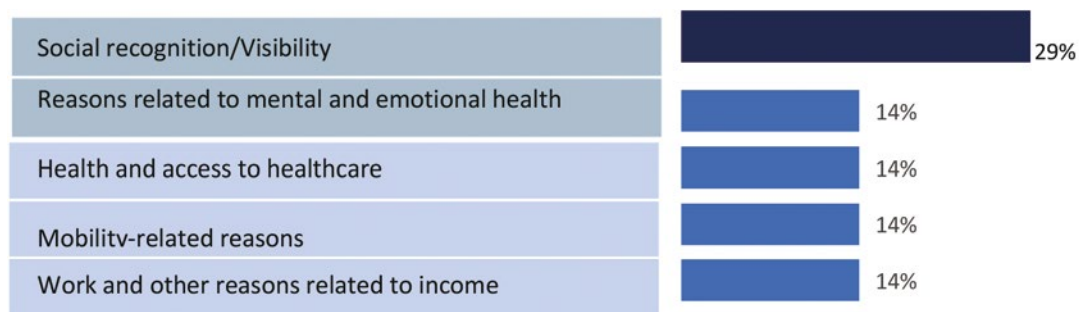 Social recognition/Visibility
29%
Reasons related to mental and emotional health
14%
Health and access to healthcare
14%
Mobility-related reasons
14%
Work and other reasons related to income
14%